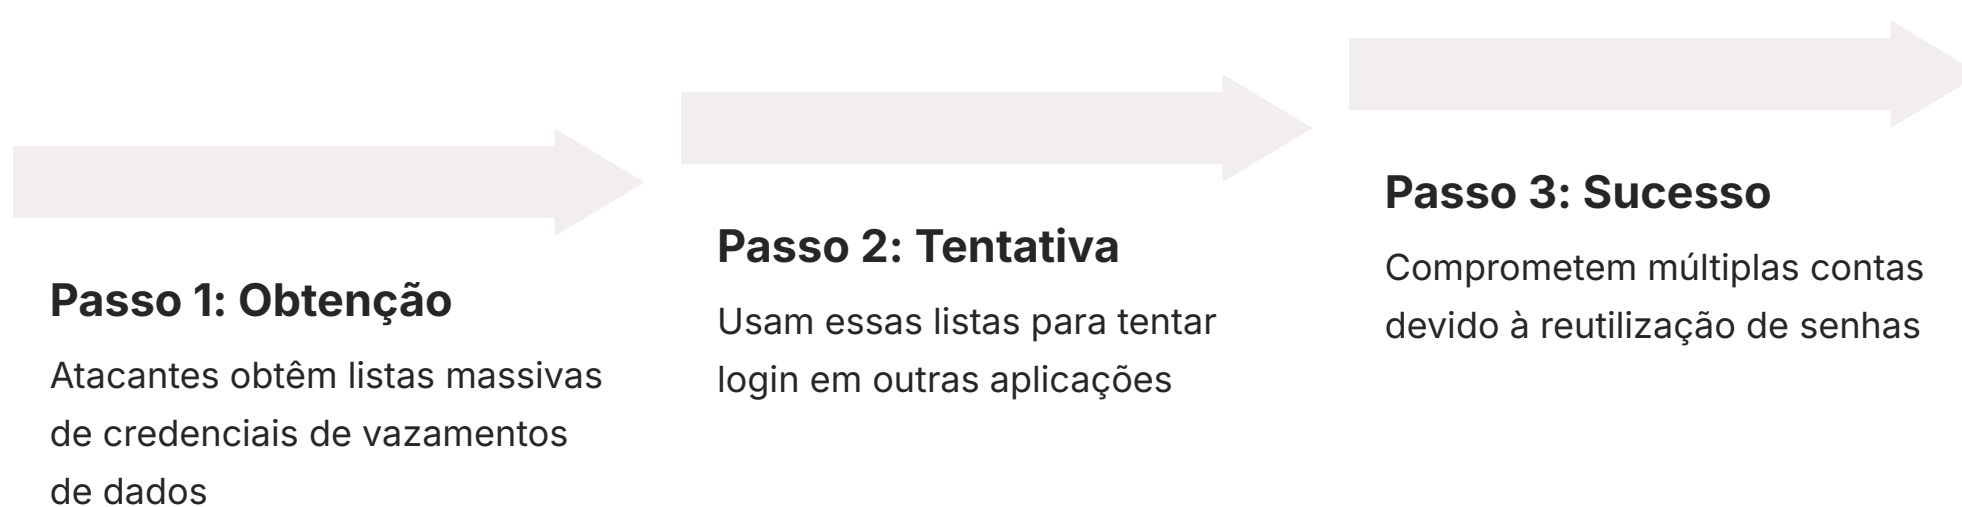 Passo 1: Obtenção
Atacantes obtêm listas massivas
de credenciais de vazamentos
de dados
Passo 2: Tentativa
Usam essas listas para tentar
login em outras aplicações
Passo 3: Sucesso
Comprometem múltiplas contas
devido à reutilização de senhas